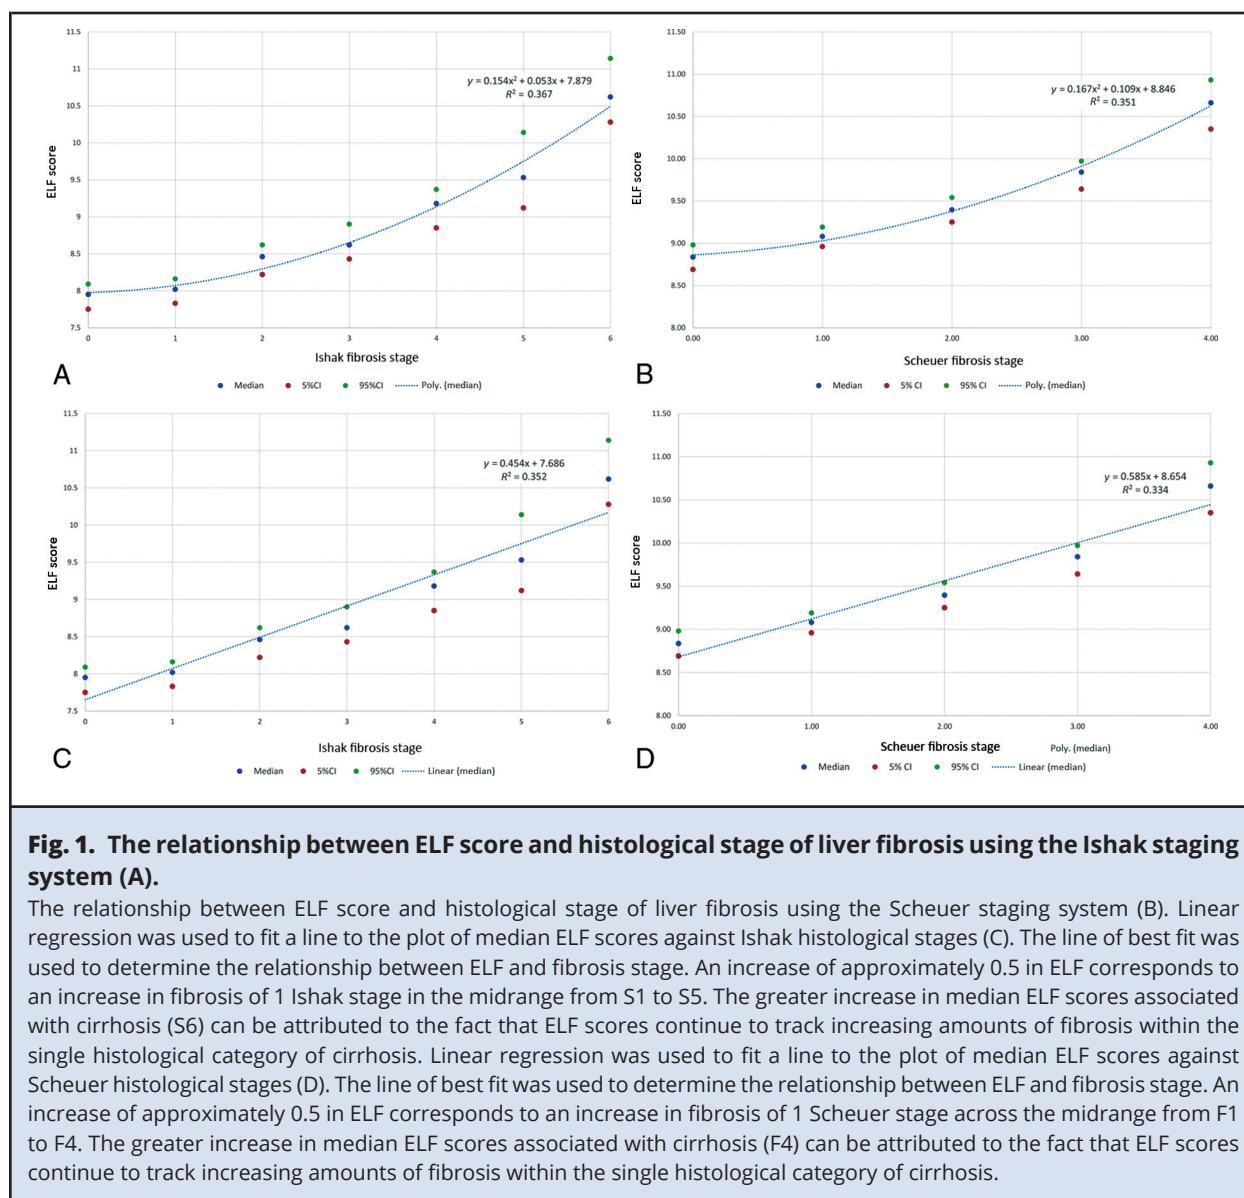 11.5
11
10.5
10
9.5
9
8.5
8
7.5
ELF score
y = 0.154x² + 0.053x + 7.879
R² = 0.367
0 1 2 3 4 5 6
Ishak fibrosis stage
A
Median 5%CI 95%CI Poly. (median)
11.50
11.00
10.50
10.00
9.50
9.00
8.50
8.00
ELF score
y = 0.167x² + 0.109x + 8.846
R² = 0.351
0.00 1.00 2.00 3.00 4.00
Scheuer fibrosis stage
B
Median 5% CI 95% CI Poly. (median)
11.5
11
10.5
10
9.5
9
8.5
8
7.5
ELF score
y = 0.454x + 7.686
R² = 0.352
0 1 2 3 4 5 6
Ishak fibrosis stage
C
Median 5%CI 95%CI Linear (median)
11.50
11.00
10.50
10.00
9.50
9.00
8.50
8.00
ELF score
y = 0.585x + 8.654
R² = 0.334
0.00 1.00 2.00 3.00 4.00
Scheuer fibrosis stage Poly. (median)
D
Median 5% CI 95% CI Linear (median)
Fig. 1. The relationship between ELF score and histological stage of liver fibrosis using the Ishak staging
system (A).
The relationship between ELF score and histological stage of liver fibrosis using the Scheuer staging system (B). Linear
regression was used to fit a line to the plot of median ELF scores against Ishak histological stages (C). The line of best fit was
used to determine the relationship between ELF and fibrosis stage. An increase of approximately 0.5 in ELF corresponds to
an increase in fibrosis of 1 Ishak stage in the midrange from S1 to S5. The greater increase in median ELF scores associated
with cirrhosis (S6) can be attributed to the fact that ELF scores continue to track increasing amounts of fibrosis within the
single histological category of cirrhosis. Linear regression was used to fit a line to the plot of median ELF scores against
Scheuer histological stages (D). The line of best fit was used to determine the relationship between ELF and fibrosis stage. An
increase of approximately 0.5 in ELF corresponds to an increase in fibrosis of 1 Scheuer stage across the midrange from F1
to F4. The greater increase in median ELF scores associated with cirrhosis (F4) can be attributed to the fact that ELF scores
continue to track increasing amounts of fibrosis within the single histological category of cirrhosis.